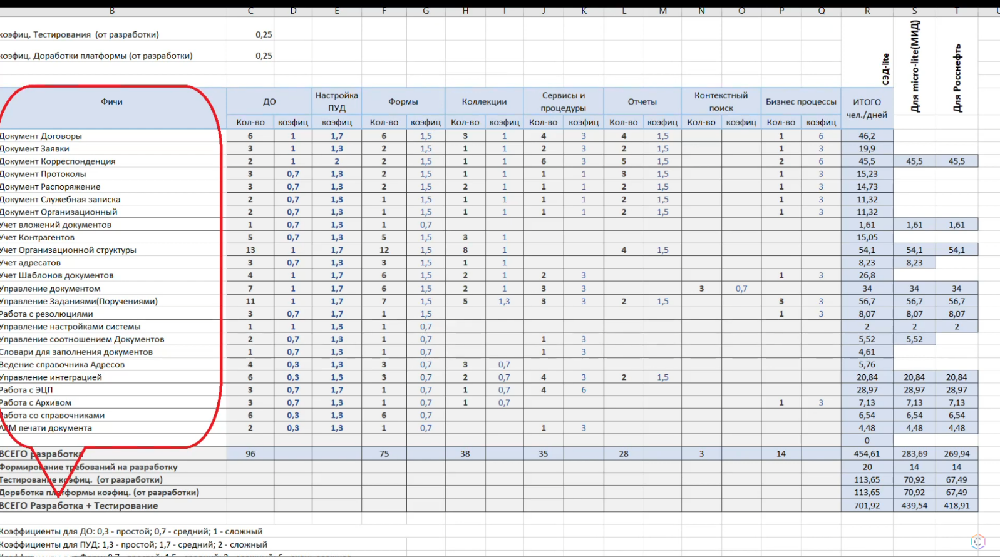 B C D E F G H I J K L M N O P Q R S T
коэфиц. Тестирования (от разработки) 0,25
коэфиц. Доработки платформы (от разработки) 0,25
СЭД-lite
Для micro-lite(МИД)
Для Росснефть
Фичи ДО Настройка ПУД Формы Коллекции Сервисы и процедуры Отчеты Контекстный поиск Бизнес процессы ИТОГО чел./дней
Кол-во коэфиц коэфиц Кол-во коэфиц Кол-во коэфиц Кол-во коэфиц Кол-во коэфиц Кол-во коэфиц Кол-во коэфиц
Документ Договоры 6 1 1,7 6 1,5 3 1 4 3 4 1,5 1 6 46,2
Документ Заявки 3 1 1,3 2 1,5 1 1 2 3 2 1,5 1 3 19,9
Документ Корреспонденция 2 1 2 2 1,5 1 1 6 3 5 1,5 2 6 45,5 45,5 45,5
Документ Протоколы 3 0,7 1,3 2 1,5 1 1 1 1 3 1,5 1 3 15,23
Документ Распоряжение 3 0,7 1,3 2 1,5 2 1 1 1 2 1,5 1 3 14,73
Документ Служебная записка 2 0,7 1,3 1 1,5 1 1 1 1 2 1,5 1 3 11,32
Документ Организационный 2 0,7 1,3 1 1,5 1 1 1 1 2 1,5 1 3 11,32
Учет вложений документов 1 0,7 1,3 1 0,7 1,61 1,61 1,61
Учет Контрагентов 5 0,7 1,3 5 1,5 3 1 15,05
Учет Организационной структуры 13 1 1,7 12 1,5 8 1 4 1,5 54,1 54,1 54,1
Учет адресатов 3 0,7 1,3 3 1,5 1 1 8,23 8,23
Учет Шаблонов документов 4 1 1,7 6 1,5 2 1 2 3 1 3 26,8
Управление документом 7 1 1,7 6 1,5 2 1 3 3 3 0,7 34 34 34
Управление Заданиями(Поручениями) 11 1 1,7 7 1,5 5 1,3 3 3 2 1,5 3 3 56,7 56,7 56,7
Работа с резолюциями 3 0,7 1,7 1 1,5 1 3 8,07 8,07 8,07
Управление настройками системы 1 1 1,3 1 0,7 2 2 2
Управление соотношением Документов 2 0,7 1,3 1 0,7 1 3 5,52 5,52
Словари для заполнения документов 1 0,7 1,3 1 0,7 1 3 4,61
Ведение справочника Адресов 4 0,3 1,3 3 0,7 3 0,7 5,76
Управление интеграцией 6 0,3 1,3 3 0,7 2 0,7 4 3 2 1,5 20,84 20,84 20,84
Работа с ЭЦП 3 0,7 1,7 1 0,7 1 0,7 4 6 28,97 28,97 28,97
Работа с Архивом 3 0,7 1,3 1 0,7 1 0,7 1 3 7,13 7,13 7,13
Работа со справочниками 6 0,3 1,3 6 0,7 6,54 6,54 6,54
АРМ печати документа 2 0,3 1,3 1 0,7 1 3 4,48 4,48 4,48
0
ВСЕГО разработка 96 75 38 35 28 3 14 454,61 283,69 269,94
Формирование требований на разработку 20 14 14
Тестирование коэфиц. (от разработки) 113,65 70,92 67,49
Дорвботка платформы коэфиц. (от разработки) 113,65 70,92 67,49
ВСЕГО Разработка + Тестирование 701,92 439,54 418,91
Коэффициенты для ДО: 0,3 - простой; 0,7 - средний; 1 - сложный
Коэффициенты для ПУД: 1,3 - простой; 1,7 - средний; 2 - сложный